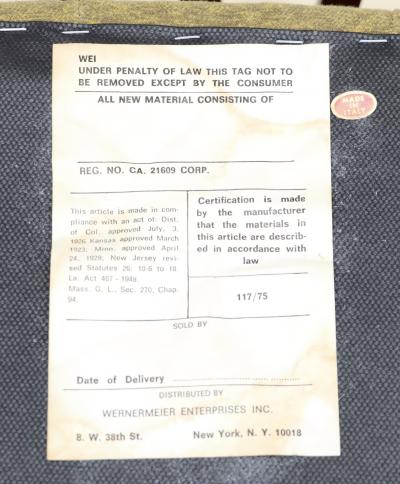 WEI
UNDER PENALTY OF LAW THIS TAG NOT TO
BE REMOVED EXCEPT BY THE CONSUMER
ALL NEW MATERIAL CONSISTING OF
MADE
IN
ITALY
REG. NO. CA. 21609 CORP.
This article is made in com-
pliance with an act of: Dist.
of Col. approved July, 3,
1926 Kansas approved March
1923; Minn. approved April
24, 1929; New Jersey revi-
sed Statutes 26: 10-6 to 18.
La. Act 467 - 1948.
Mass. G. L., Sec. 270, Chap.
94.
Certification is made
by the manufacturer
that the materials in
this article are describ-
ed in accordance with
law
117/75
SOLD BY
Date of Delivery
DISTRIBUTED BY
WERNERMEIER ENTERPRISES INC.
8. W. 38th St. New York, N. Y. 10018